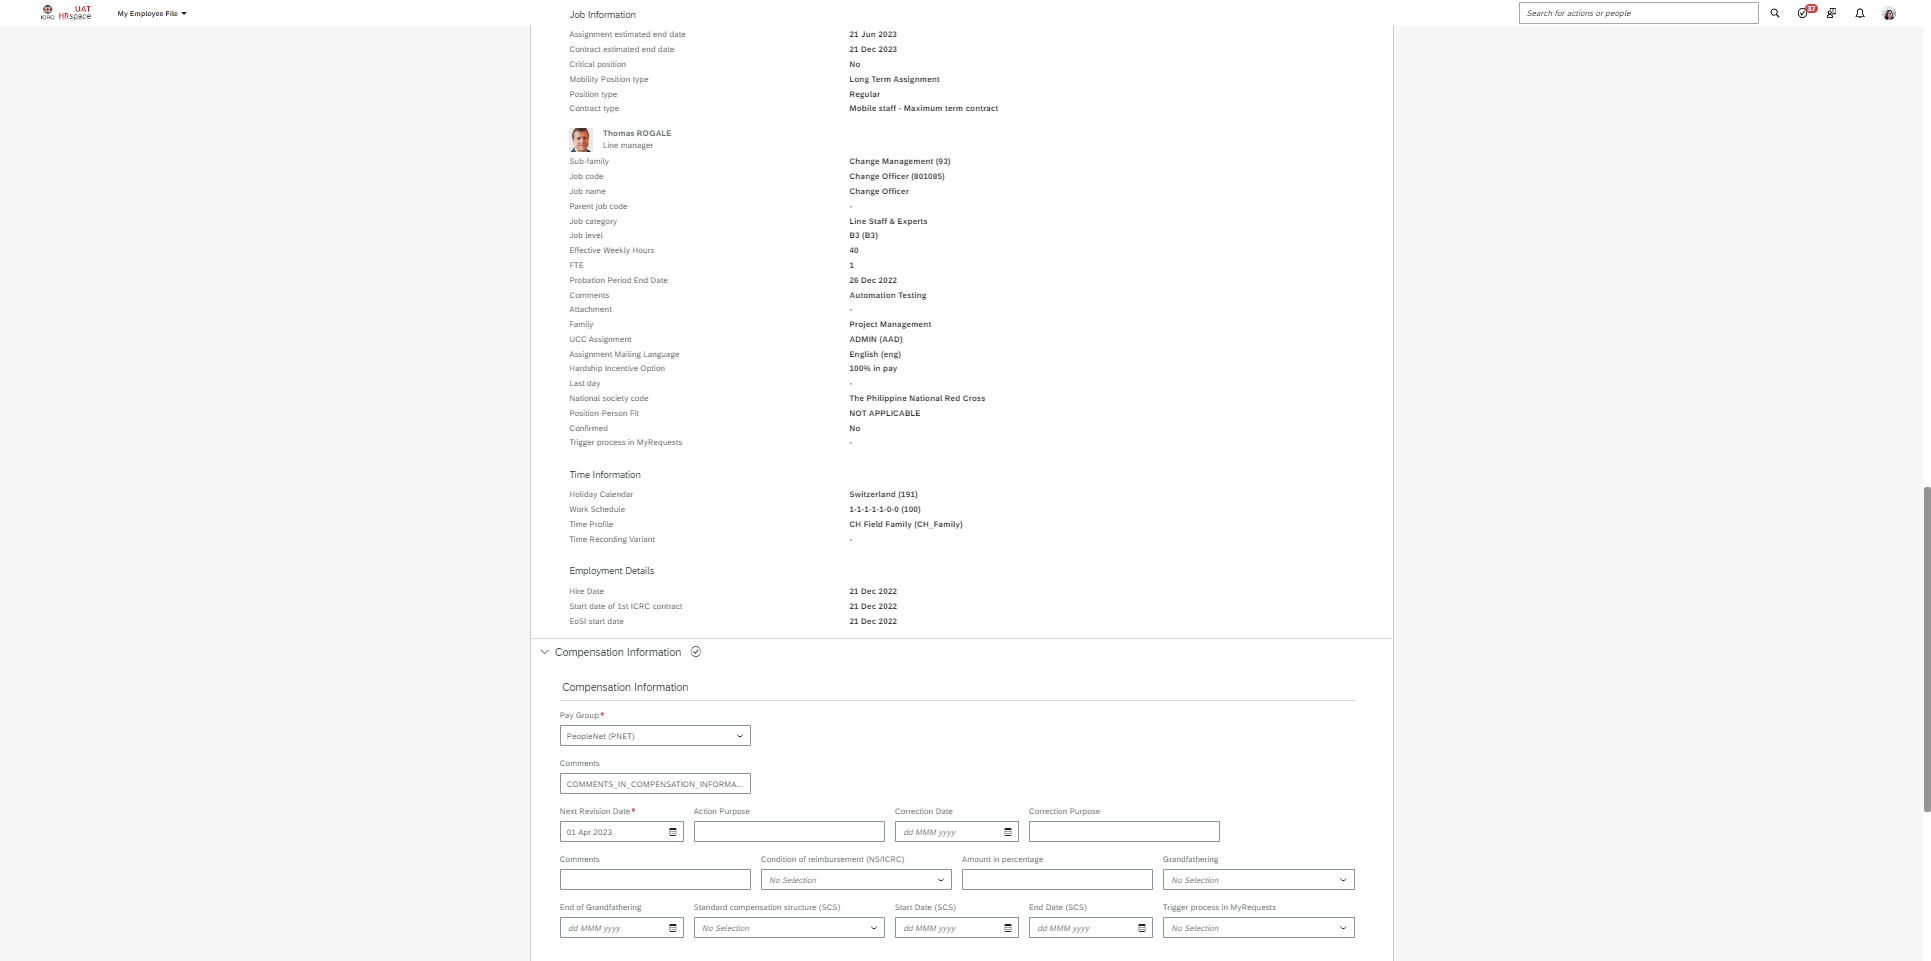 ICRC UAT HRspace My Employee File Job Information Search for actions or people 37
Assignment estimated end date 21 Jun 2023
Contract estimated end date 21 Dec 2023
Critical position No
Mobility Position type Long Term Assignment
Position type Regular
Contract type Mobile staff - Maximum term contract
Thomas ROGALE
Line manager
Sub-family Change Management (93)
Job code Change Officer (801085)
Job name Change Officer
Parent job code -
Job category Line Staff & Experts
Job level B3 (B3)
Effective Weekly Hours 40
FTE 1
Probation Period End Date 26 Dec 2022
Comments Automation Testing
Attachment -
Family Project Management
UCC Assignment ADMIN (AAD)
Assignment Mailing Language English (eng)
Hardship Incentive Option 100% in pay
Last day -
National society code The Philippine National Red Cross
Position-Person Fit NOT APPLICABLE
Confirmed No
Trigger process in MyRequests -
Time Information
Holiday Calendar Switzerland (191)
Work Schedule 1-1-1-1-1-0-0 (100)
Time Profile CH Field Family (CH_Family)
Time Recording Variant -
Employment Details
Hire Date 21 Dec 2022
Start date of 1st ICRC contract 21 Dec 2022
EoSI start date 21 Dec 2022
Compensation Information
Compensation Information
Pay Group*
PeopleNet (PNET)
Comments
COMMENTS_IN_COMPENSATION_INFORMA...
Next Revision Date* Action Purpose Correction Date Correction Purpose
01 Apr 2023 dd MMM yyyy
Comments Condition of reimbursement (NS/ICRC) Amount in percentage Grandfathering
No Selection No Selection
End of Grandfathering Standard compensation structure (SCS) Start Date (SCS) End Date (SCS) Trigger process in MyRequests
dd MMM yyyy No Selection dd MMM yyyy dd MMM yyyy No Selection